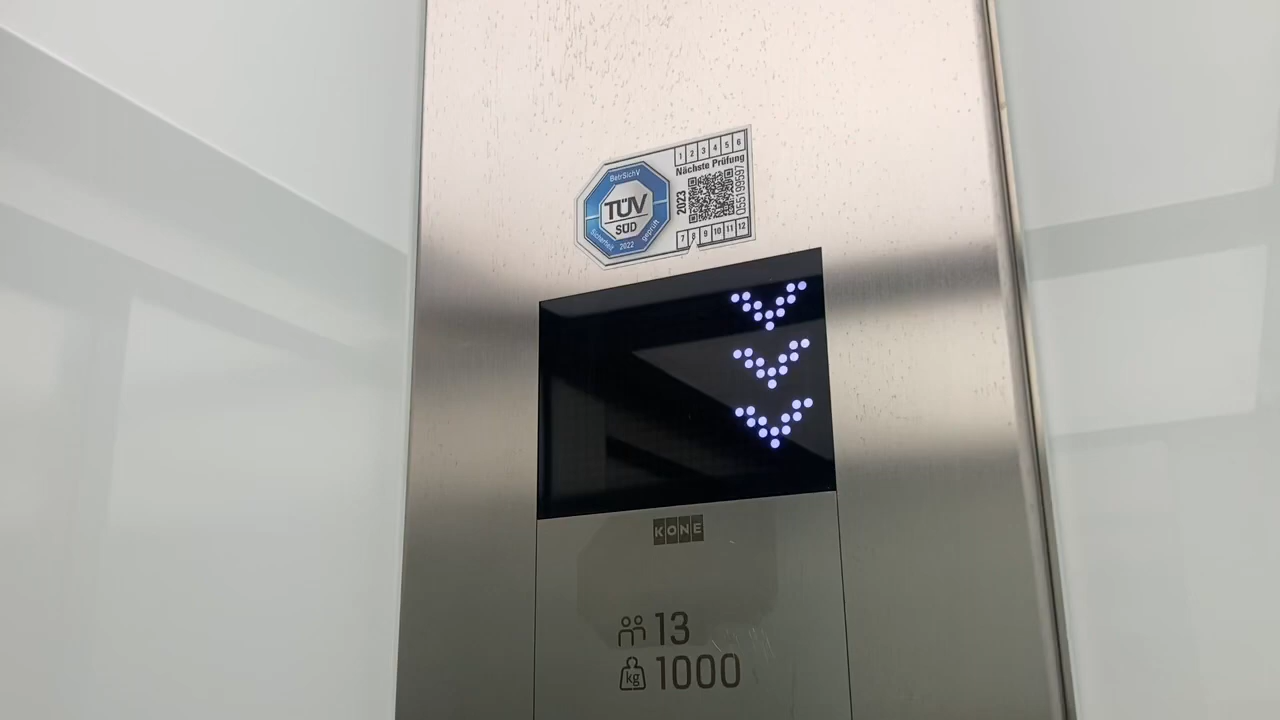 1 2 3 4 5 6
Nächste Prüfung
BetrSichV
TÜV
SÜD
Sicherheit geprüft
2022
2023
055199597
7 8 9 10 11 12
KONE
13
kg 1000